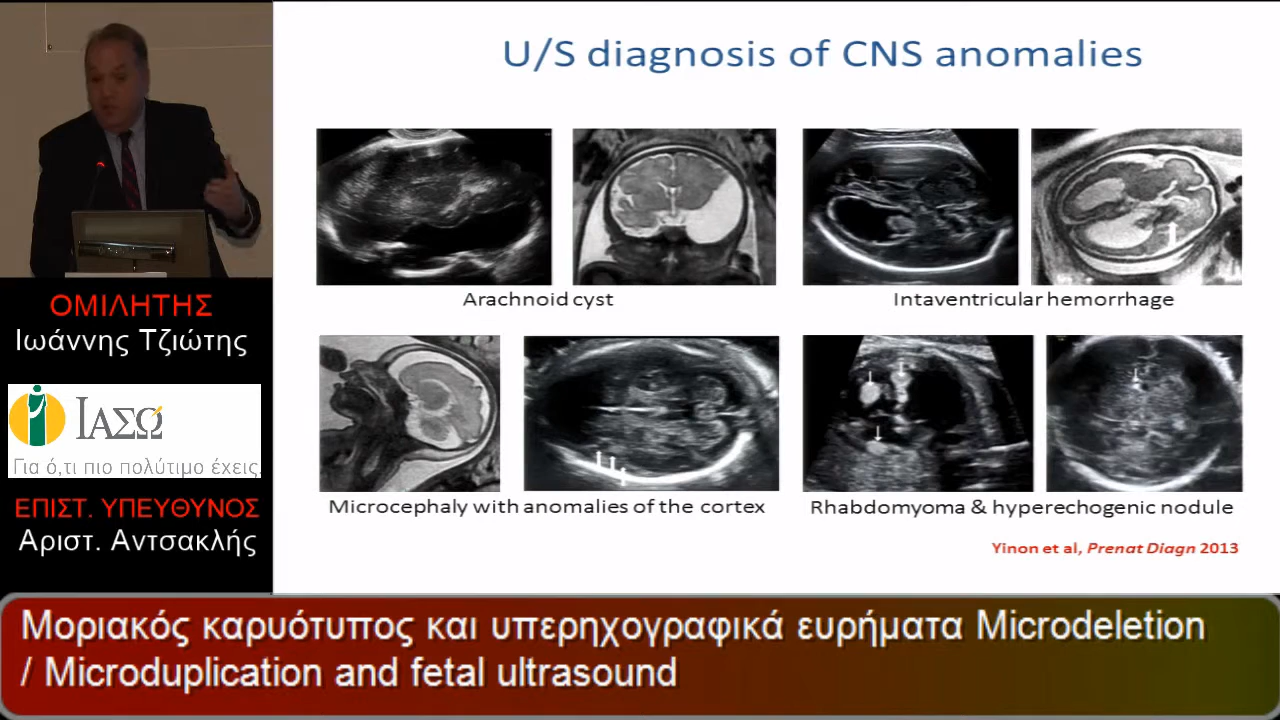 U/S diagnosis of CNS anomalies
Arachnoid cyst
Intaventricular hemorrhage
Microcephaly with anomalies of the cortex
Rhabdomyoma & hyperechogenic nodule
Yinon et al, Prenat Diagn 2013
ΟΜΙΛΗΤΗΣ
Ιωάννης Τζιώτης
ΙΑΣΩ
Για ό,τι πιο πολύτιμο έχεις.
ΕΠΙΣΤ. ΥΠΕΥΘΥΝΟΣ
Αριστ. Αντσακλής
Μοριακός καρυότυπος και υπερηχογραφικά ευρήματα Microdeletion
/ Microduplication and fetal ultrasound